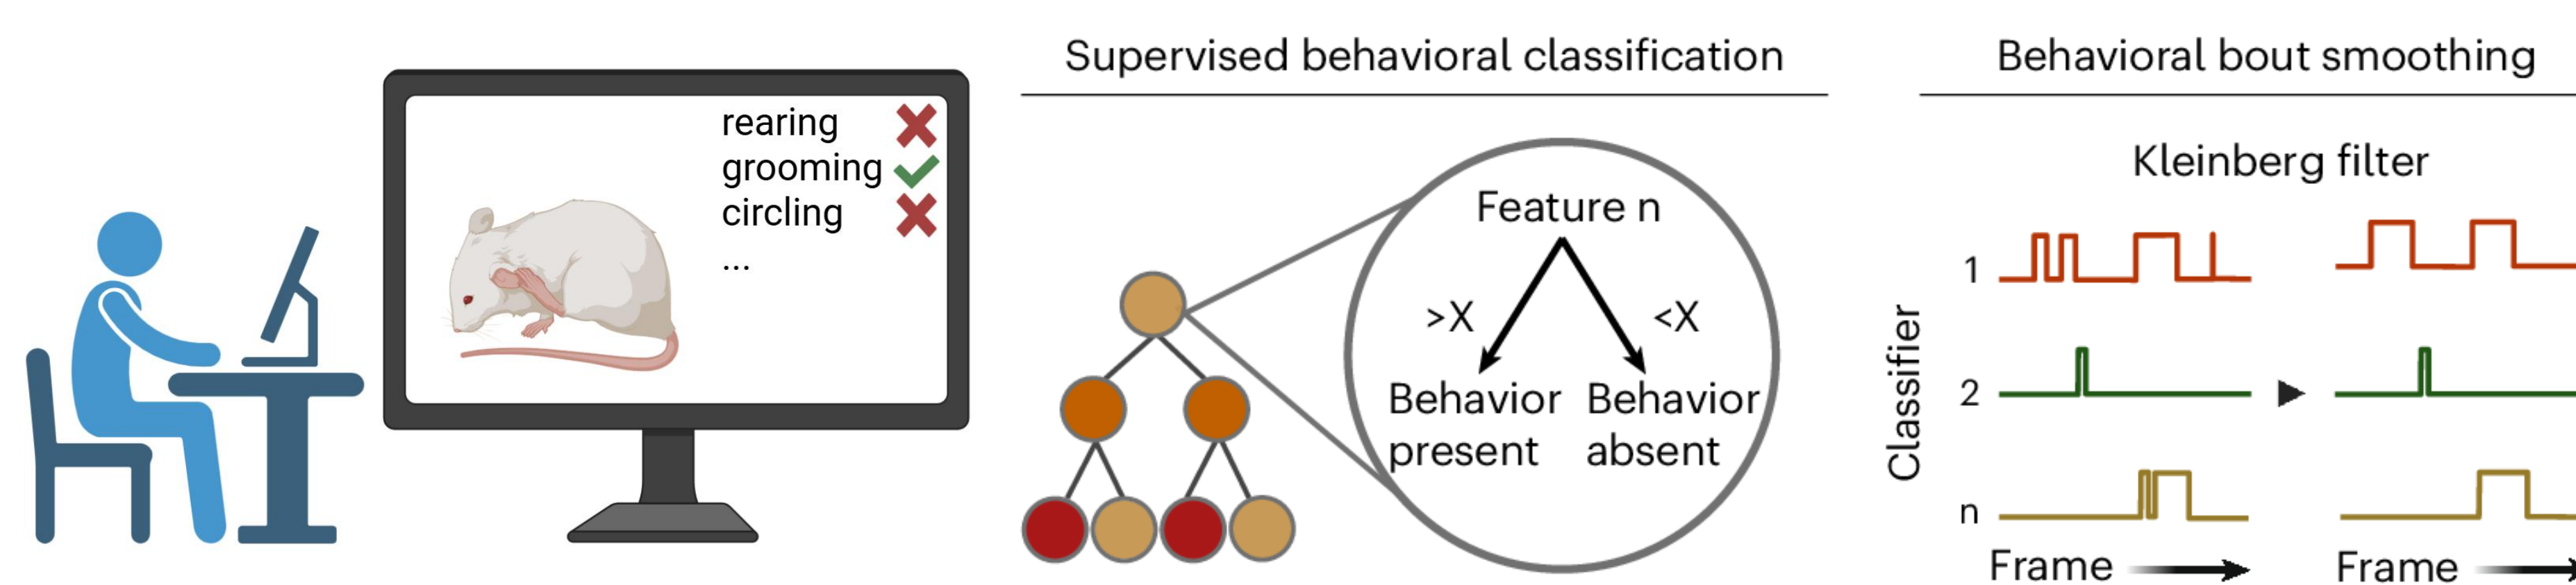 rearing
grooming
circling
...
Supervised behavioral classification
Feature n
>X
<X
Behavior present
Behavior absent
Behavioral bout smoothing
Kleinberg filter
Classifier
1
2
n
Frame
Frame